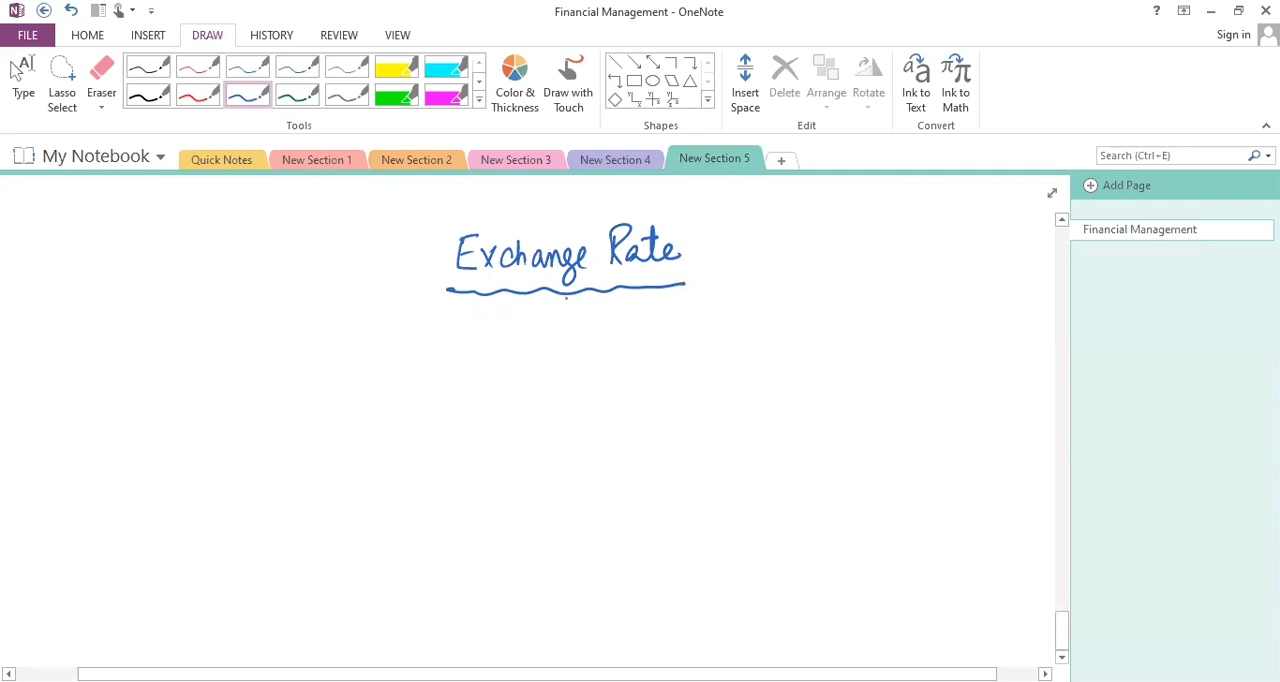 Financial Management - OneNote
?
Sign in
FILE HOME INSERT DRAW HISTORY REVIEW VIEW
Type
Lasso Select
Eraser
Color & Thickness
Draw with Touch
Insert Space
Delete
Arrange
Rotate
Ink to Text
Ink to Math
Tools
Shapes
Edit
Convert
My Notebook
Quick Notes
New Section 1
New Section 2
New Section 3
New Section 4
New Section 5
Search (Ctrl+E)
Add Page
Financial Management
Exchange Rate